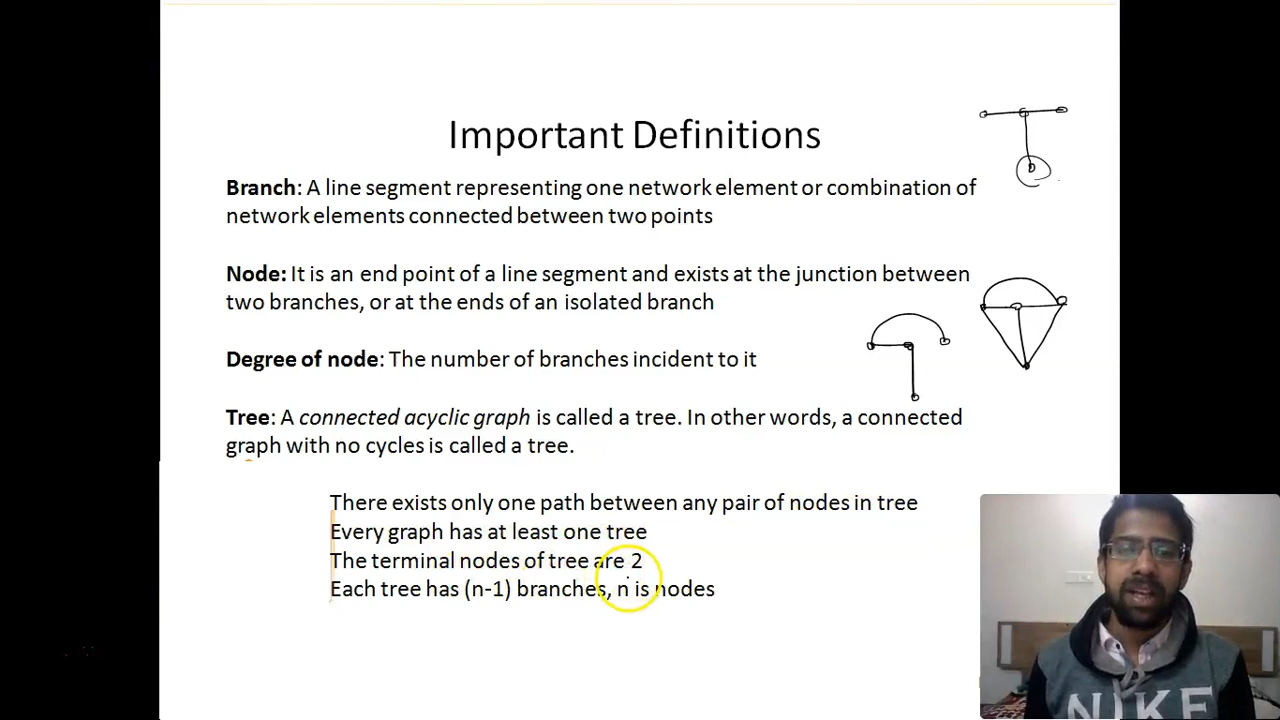 Important Definitions
Branch: A line segment representing one network element or combination of
network elements connected between two points
Node: It is an end point of a line segment and exists at the junction between
two branches, or at the ends of an isolated branch
Degree of node: The number of branches incident to it
Tree: A connected acyclic graph is called a tree. In other words, a connected
graph with no cycles is called a tree.
There exists only one path between any pair of nodes in tree
Every graph has at least one tree
The terminal nodes of tree are 2
Each tree has (n-1) branches, n is nodes
NIKE